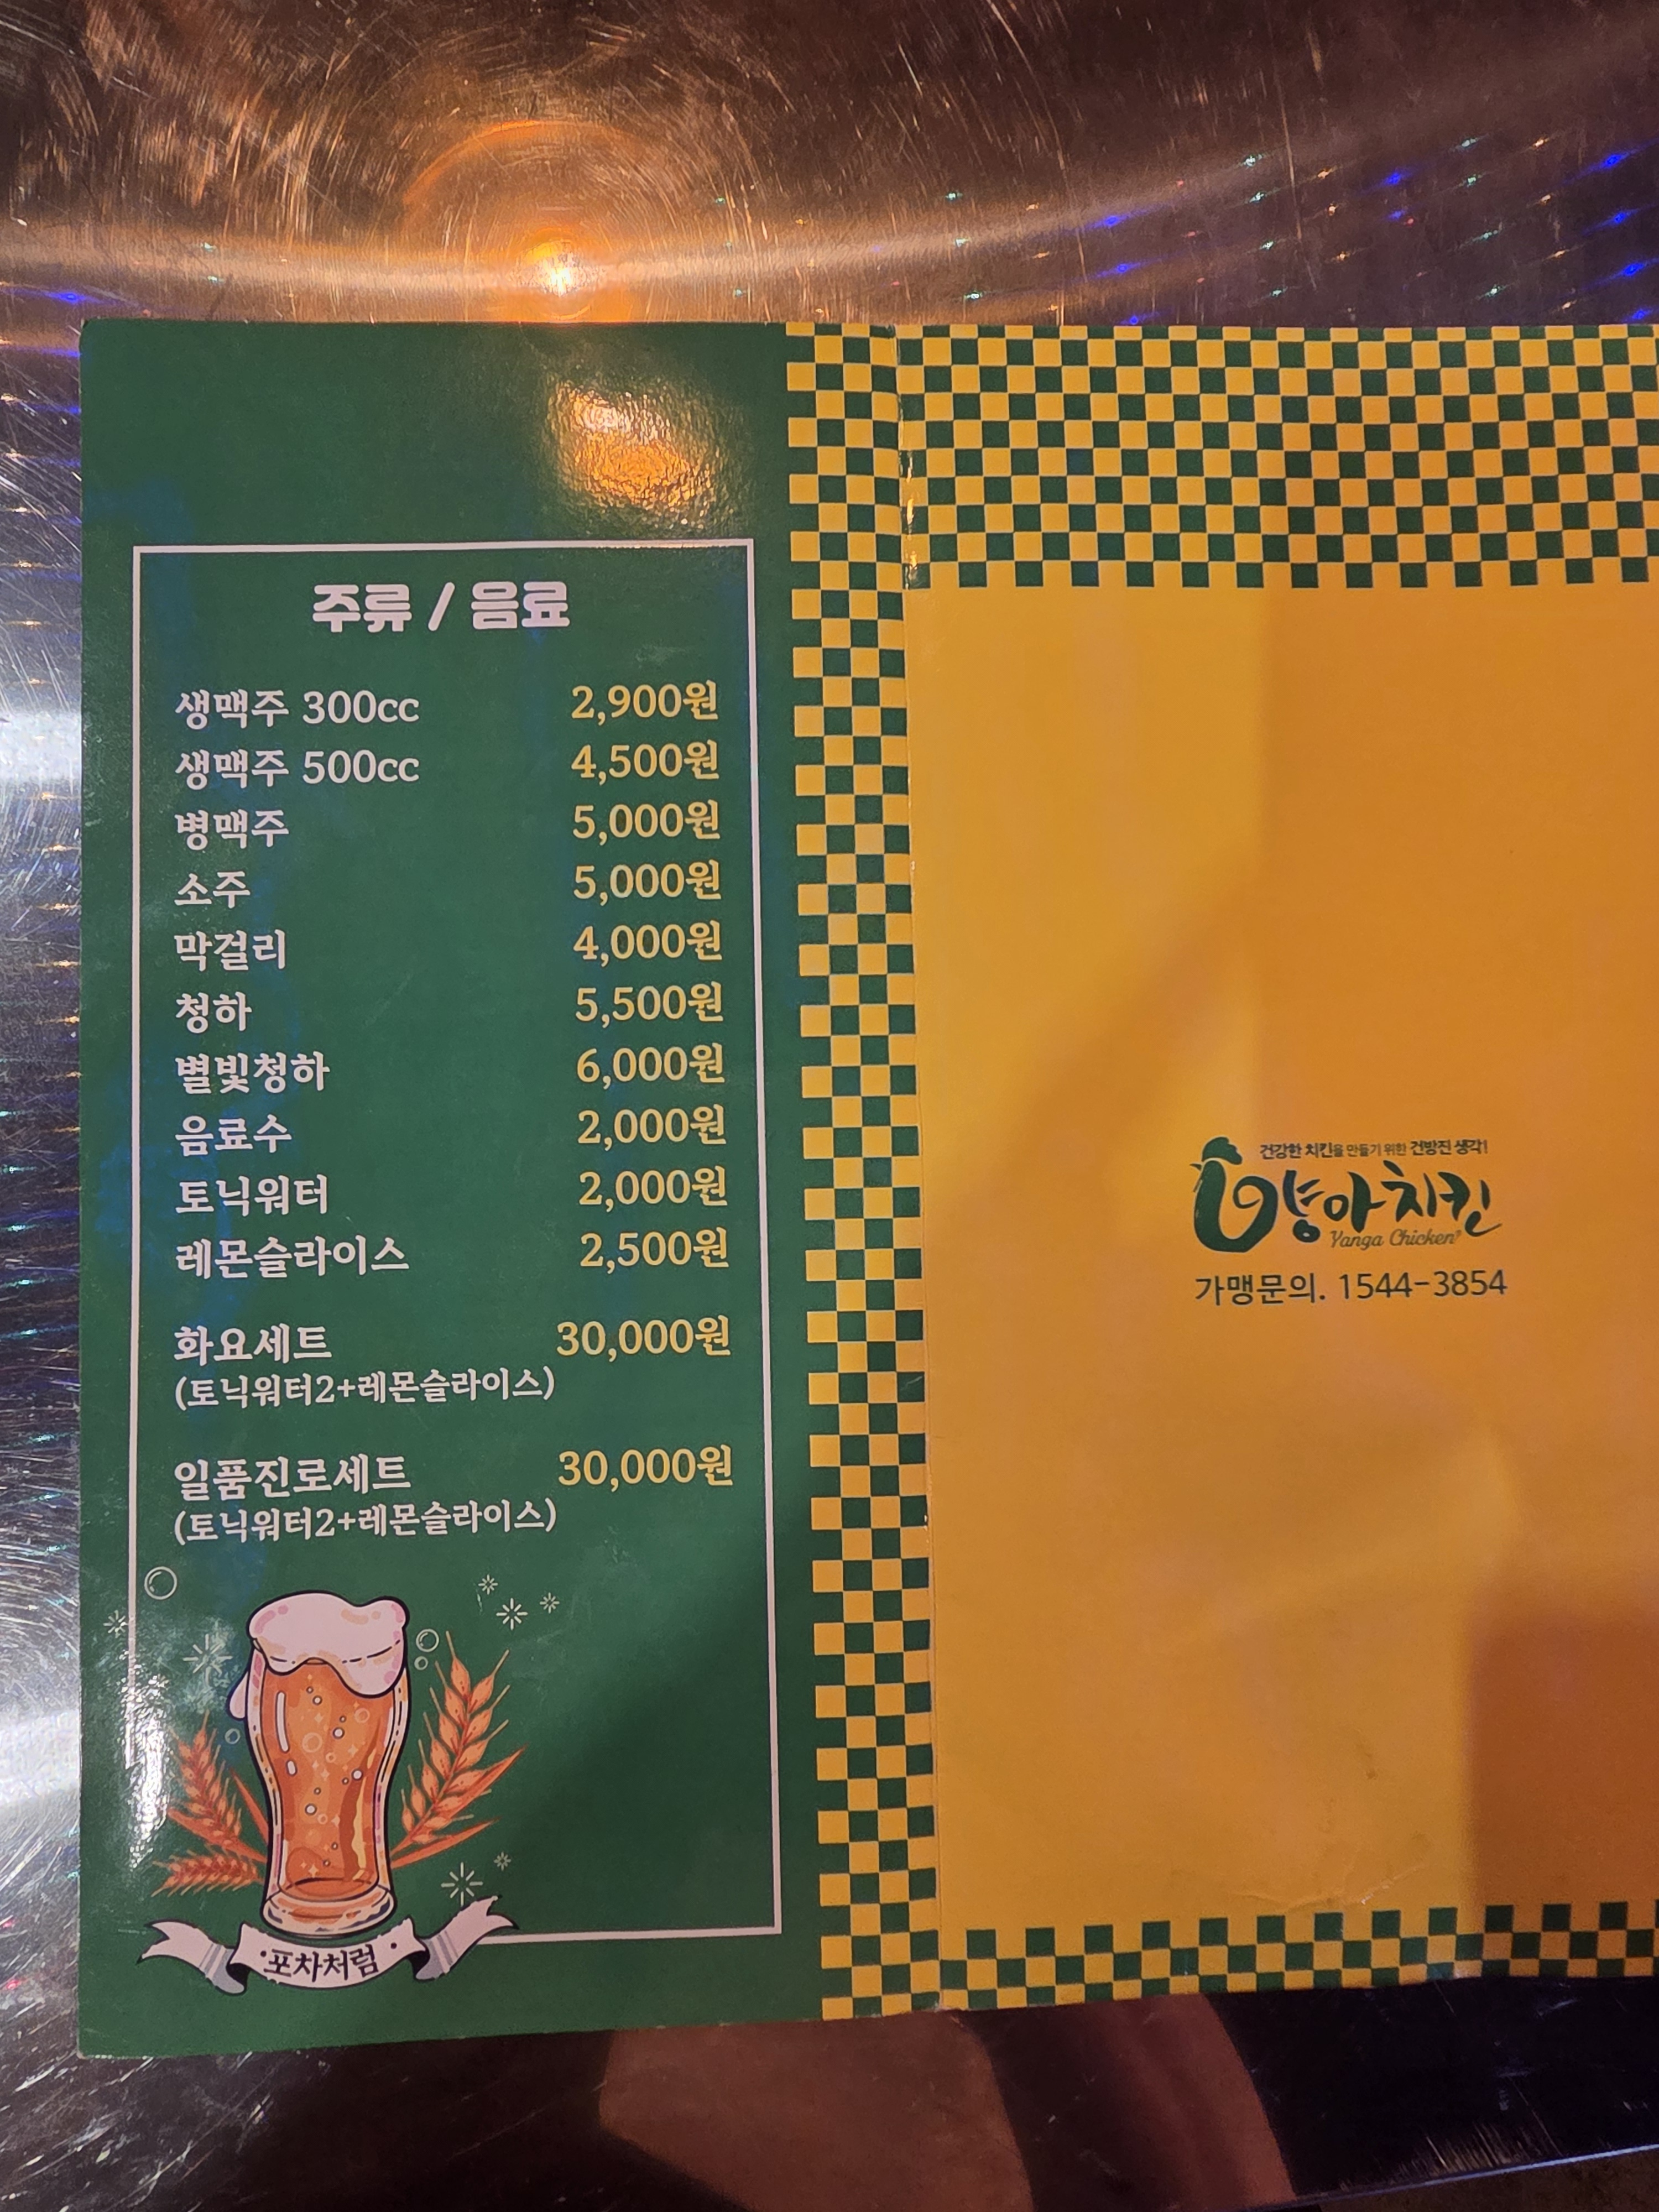 주류 / 음료
생맥주 300cc 2,900원
생맥주 500cc 4,500원
병맥주 5,000원
소주 5,000원
막걸리 4,000원
청하 5,500원
별빛청하 6,000원
음료수 2,000원
토닉워터 2,000원
레몬슬라이스 2,500원
화요세트 30,000원
(토닉워터2+레몬슬라이스)
일품진로세트 30,000원
(토닉워터2+레몬슬라이스)
·포차처럼·
건강한 치킨을 만들기 위한 건방진 생각!
양아치킨
Yanga Chicken
가맹문의. 1544-3854